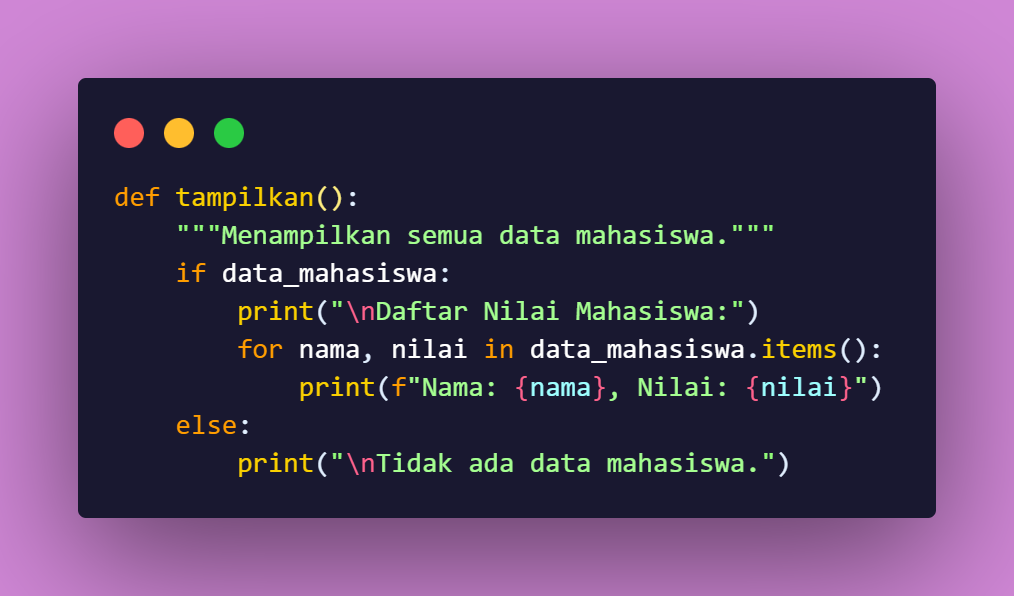 def tampilkan():
    """Menampilkan semua data mahasiswa."""
    if data_mahasiswa:
        print("\nDaftar Nilai Mahasiswa:")
        for nama, nilai in data_mahasiswa.items():
            print(f"Nama: {nama}, Nilai: {nilai}")
    else:
        print("\nTidak ada data mahasiswa.")